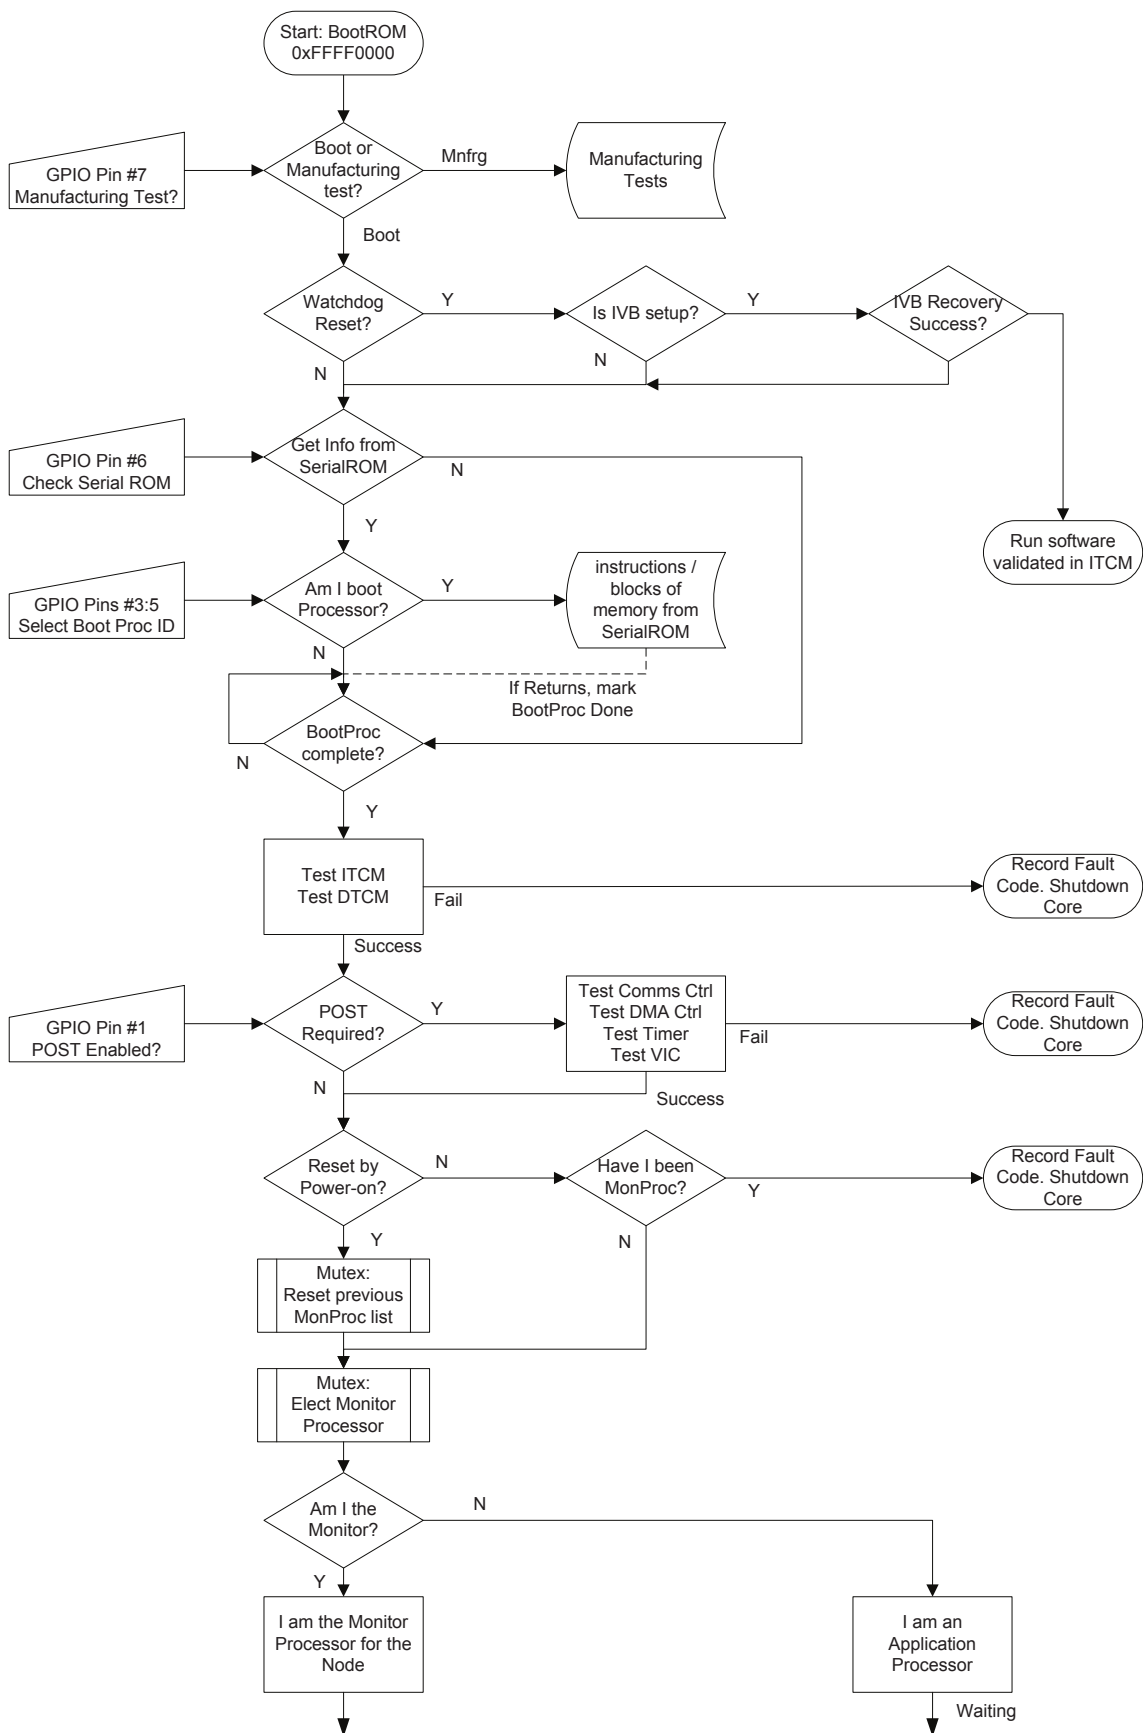 Start: BootROM
0xFFFF0000
GPIO Pin #7
Manufacturing Test?
Boot or
Manufacturing
test?
Mnfrg
Manufacturing
Tests
Boot
Watchdog
Reset?
Y
Is IVB setup?
Y
IVB Recovery
Success?
N
N
GPIO Pin #6
Check Serial ROM
Get Info from
SerialROM
N
Y
Run software
validated in ITCM
GPIO Pins #3:5
Select Boot Proc ID
Am I boot
Processor?
Y
instructions /
blocks of
memory from
SerialROM
N
If Returns, mark
BootProc Done
BootProc
complete?
N
Y
Test ITCM
Test DTCM
Fail
Record Fault
Code. Shutdown
Core
Success
GPIO Pin #1
POST Enabled?
POST
Required?
Y
Test Comms Ctrl
Test DMA Ctrl
Test Timer
Test VIC
Fail
Record Fault
Code. Shutdown
Core
N
Success
Reset by
Power-on?
N
Have I been
MonProc?
Y
Record Fault
Code. Shutdown
Core
Y
N
Mutex:
Reset previous
MonProc list
Mutex:
Elect Monitor
Processor
Am I the
Monitor?
N
Y
I am the Monitor
Processor for the
Node
I am an
Application
Processor
Waiting